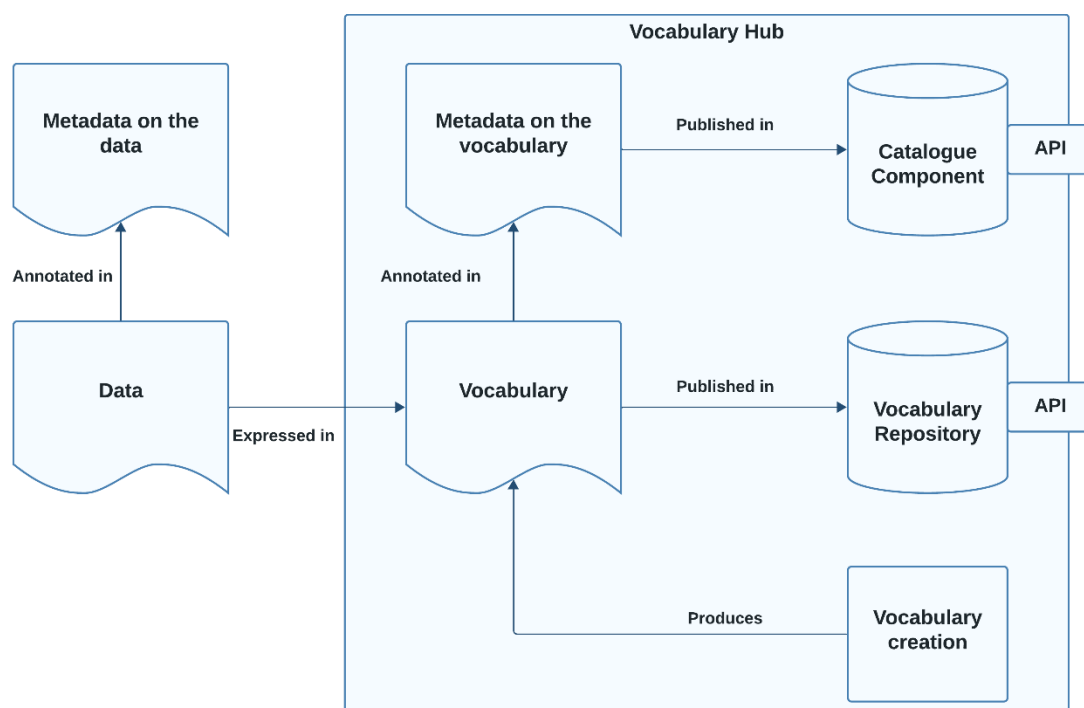 Vocabulary Hub
Metadata on the
data
Metadata on the
vocabulary
Published in
Catalogue
Component
API
Annotated in
Annotated in
Data
Expressed in
Vocabulary
Published in
Vocabulary
Repository
API
Produces
Vocabulary
creation